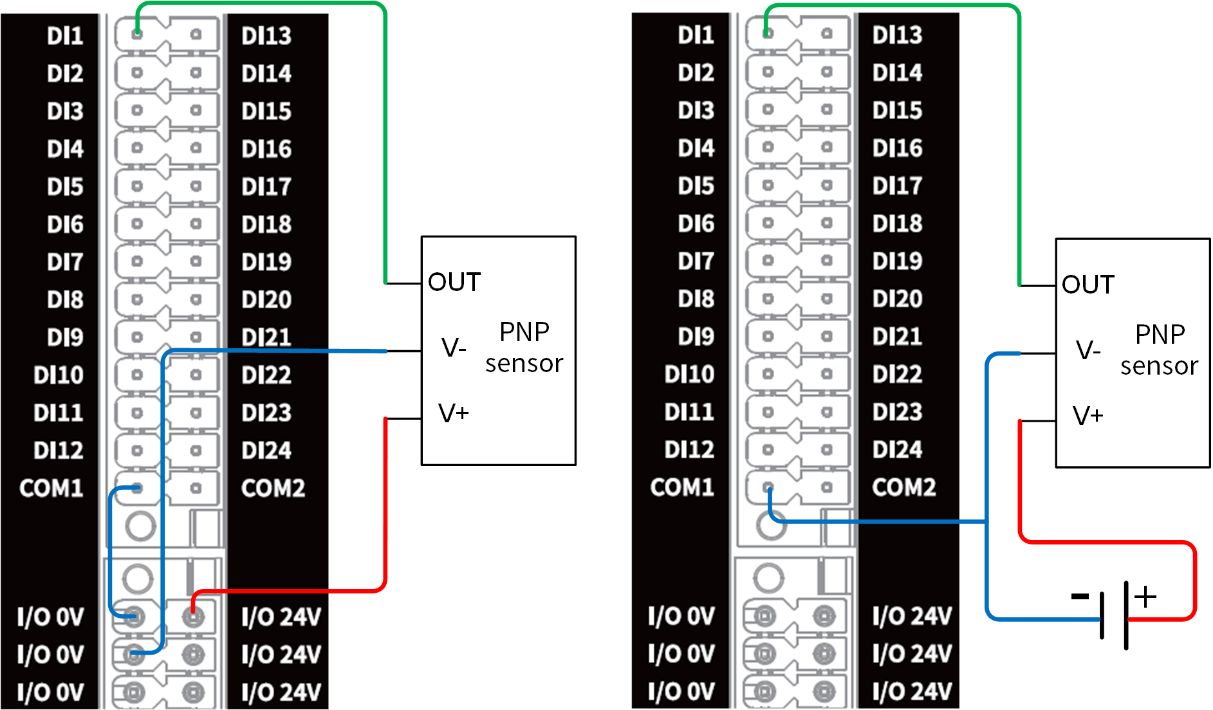 DI1 DI13
DI2 DI14
DI3 DI15
DI4 DI16
DI5 DI17
DI6 DI18
DI7 DI19
DI8 DI20
DI9 DI21
DI10 DI22
DI11 DI23
DI12 DI24
COM1 COM2
I/O 0V I/O 24V
I/O 0V I/O 24V
I/O 0V I/O 24V
OUT
V-
V+
PNP
sensor
DI1 DI13
DI2 DI14
DI3 DI15
DI4 DI16
DI5 DI17
DI6 DI18
DI7 DI19
DI8 DI20
DI9 DI21
DI10 DI22
DI11 DI23
DI12 DI24
COM1 COM2
I/O 0V I/O 24V
I/O 0V I/O 24V
I/O 0V I/O 24V
OUT
V-
V+
PNP
sensor
- +